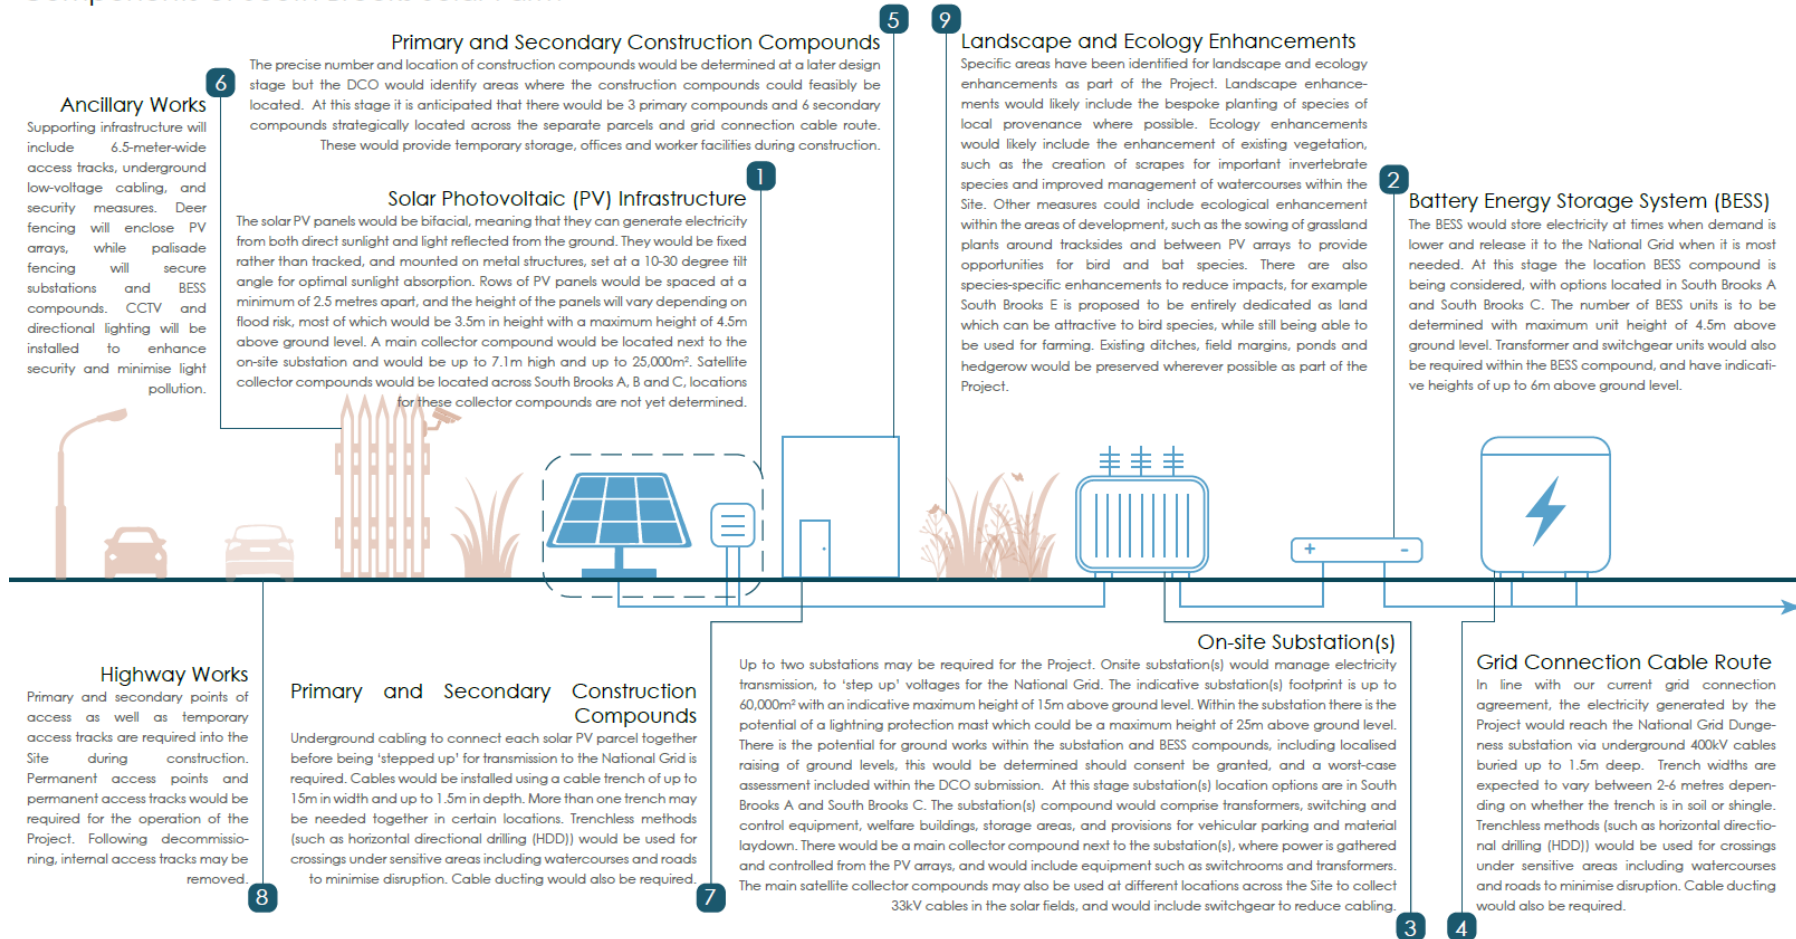 5
9
Primary and Secondary Construction Compounds
The precise number and location of construction compounds would be determined at a later design
stage but the DCO would identify areas where the construction compounds could feasibly be
located. At this stage it is anticipated that there would be 3 primary compounds and 6 secondary
compounds strategically located across the separate parcels and grid connection cable route.
These would provide temporary storage, offices and worker facilities during construction.
6
Ancillary Works
Supporting infrastructure will
include 6.5-meter-wide
access tracks, underground
low-voltage cabling, and
security measures. Deer
fencing will enclose PV
arrays, while palisade
fencing will secure
substations and BESS
compounds. CCTV and
directional lighting will be
installed to enhance
security and minimise light
pollution.
1
Solar Photovoltaic (PV) Infrastructure
The solar PV panels would be bifacial, meaning that they can generate electricity
from both direct sunlight and light reflected from the ground. They would be fixed
rather than tracked, and mounted on metal structures, set at a 10-30 degree tilt
angle for optimal sunlight absorption. Rows of PV panels would be spaced at a
minimum of 2.5 metres apart, and the height of the panels will vary depending on
flood risk, most of which would be 3.5m in height with a maximum height of 4.5m
above ground level. A main collector compound would be located next to the
on-site substation and would be up to 7.1m high and up to 25,000m². Satellite
collector compounds would be located across South Brooks A, B and C, locations
for these collector compounds are not yet determined.
Landscape and Ecology Enhancements
Specific areas have been identified for landscape and ecology
enhancements as part of the Project. Landscape enhance-
ments would likely include the bespoke planting of species of
local provenance where possible. Ecology enhancements
would likely include the enhancement of existing vegetation,
such as the creation of scrapes for important invertebrate
species and improved management of watercourses within the
Site. Other measures could include ecological enhancement
within the areas of development, such as the sowing of grassland
plants around tracksides and between PV arrays to provide
opportunities for bird and bat species. There are also
species-specific enhancements to reduce impacts, for example
South Brooks E is proposed to be entirely dedicated as land
which can be attractive to bird species, while still being able to
be used for farming. Existing ditches, field margins, ponds and
hedgerow would be preserved wherever possible as part of the
Project.
2
Battery Energy Storage System (BESS)
The BESS would store electricity at times when demand is
lower and release it to the National Grid when it is most
needed. At this stage the location BESS compound is
being considered, with options located in South Brooks A
and South Brooks C. The number of BESS units is to be
determined with maximum unit height of 4.5m above
ground level. Transformer and switchgear units would also
be required within the BESS compound, and have indicati-
ve heights of up to 6m above ground level.
+ -
Highway Works
Primary and secondary points of
access as well as temporary
access tracks are required into the
Site during construction.
Permanent access points and
permanent access tracks would be
required for the operation of the
Project. Following decommissio-
ning, internal access tracks may be
removed.
8
Primary and Secondary Construction
Compounds
Underground cabling to connect each solar PV parcel together
before being ‘stepped up’ for transmission to the National Grid is
required. Cables would be installed using a cable trench of up to
15m in width and up to 1.5m in depth. More than one trench may
be needed together in certain locations. Trenchless methods
(such as horizontal directional drilling (HDD)) would be used for
crossings under sensitive areas including watercourses and roads
to minimise disruption. Cable ducting would also be required.
7
On-site Substation(s)
Up to two substations may be required for the Project. Onsite substation(s) would manage electricity
transmission, to ‘step up’ voltages for the National Grid. The indicative substation(s) footprint is up to
60,000m² with an indicative maximum height of 15m above ground level. Within the substation there is the
potential of a lightning protection mast which could be a maximum height of 25m above ground level.
There is the potential for ground works within the substation and BESS compounds, including localised
raising of ground levels, this would be determined should consent be granted, and a worst-case
assessment included within the DCO submission. At this stage substation(s) location options are in South
Brooks A and South Brooks C. The substation(s) compound would comprise transformers, switching and
control equipment, welfare buildings, storage areas, and provisions for vehicular parking and material
laydown. There would be a main collector compound next to the substation(s), where power is gathered
and controlled from the PV arrays, and would include equipment such as switchrooms and transformers.
The main satellite collector compounds may also be used at different locations across the Site to collect
33kV cables in the solar fields, and would include switchgear to reduce cabling.
3
Grid Connection Cable Route
In line with our current grid connection
agreement, the electricity generated by the
Project would reach the National Grid Dunge-
ness substation via underground 400kV cables
buried up to 1.5m deep. Trench widths are
expected to vary between 2-6 metres depen-
ding on whether the trench is in soil or shingle.
Trenchless methods (such as horizontal directio-
nal drilling (HDD)) would be used for crossings
under sensitive areas including watercourses
and roads to minimise disruption. Cable ducting
would also be required.
4